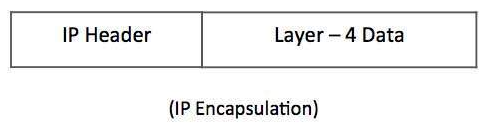 IP Header Layer – 4 Data
(IP Encapsulation)